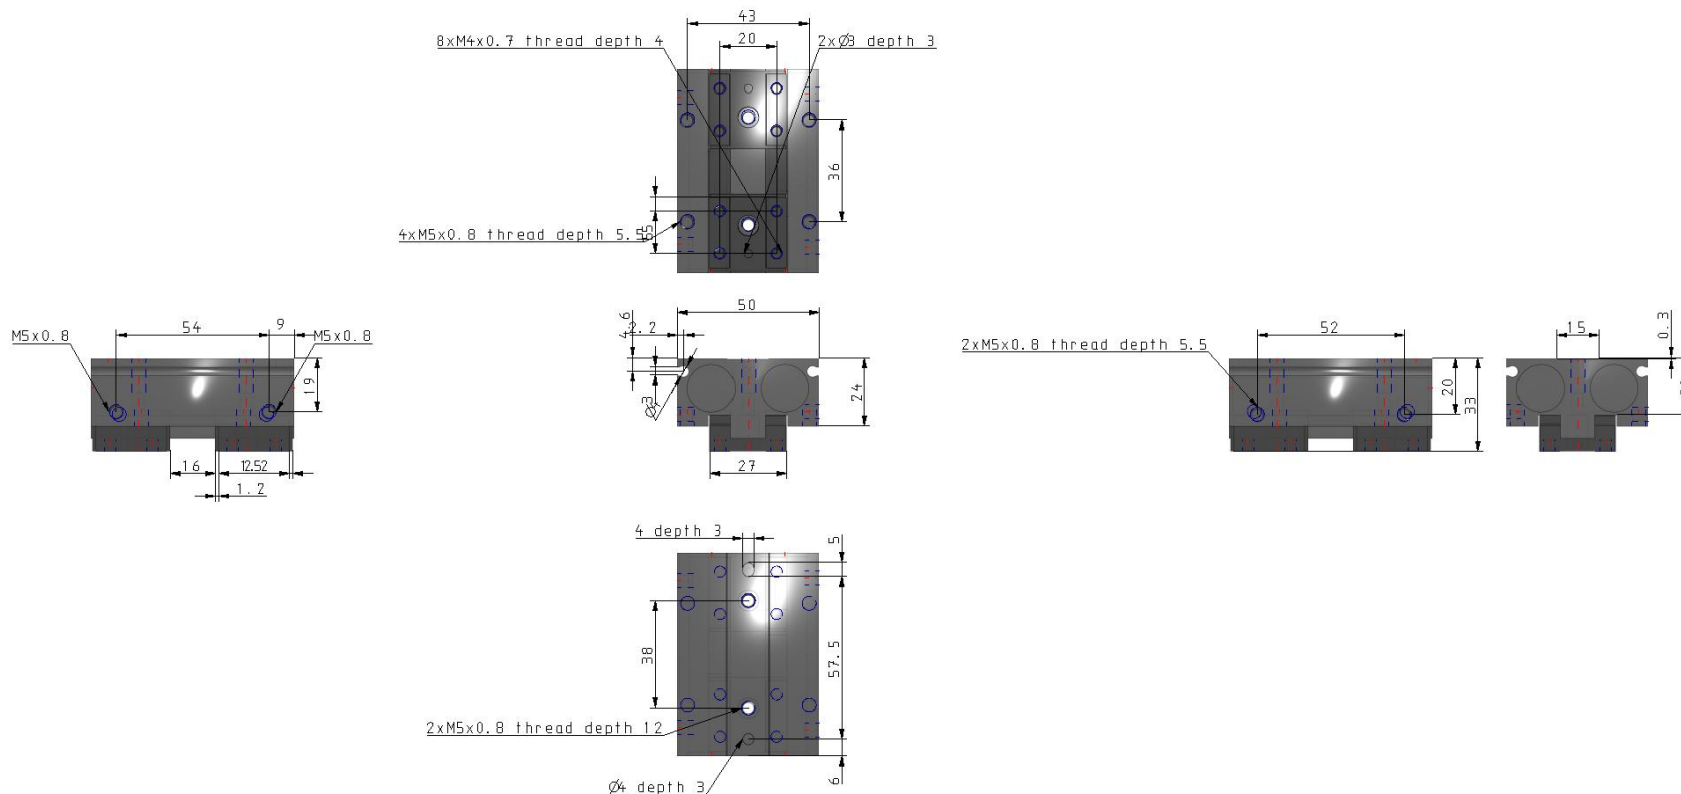 43
8xM4x0.7 thread depth 4
20
2xØ3 depth 3
36
4xM5x0.8 thread depth 5.5
50
4.6
2.2
54
9
M5x0.8
M5x0.8
19
24
27
16
12.52
1.2
52
2xM5x0.8 thread depth 5.5
20
33
15
0.3
4 depth 3
5
38
57.5
2xM5x0.8 thread depth 12
6
Ø4 depth 3